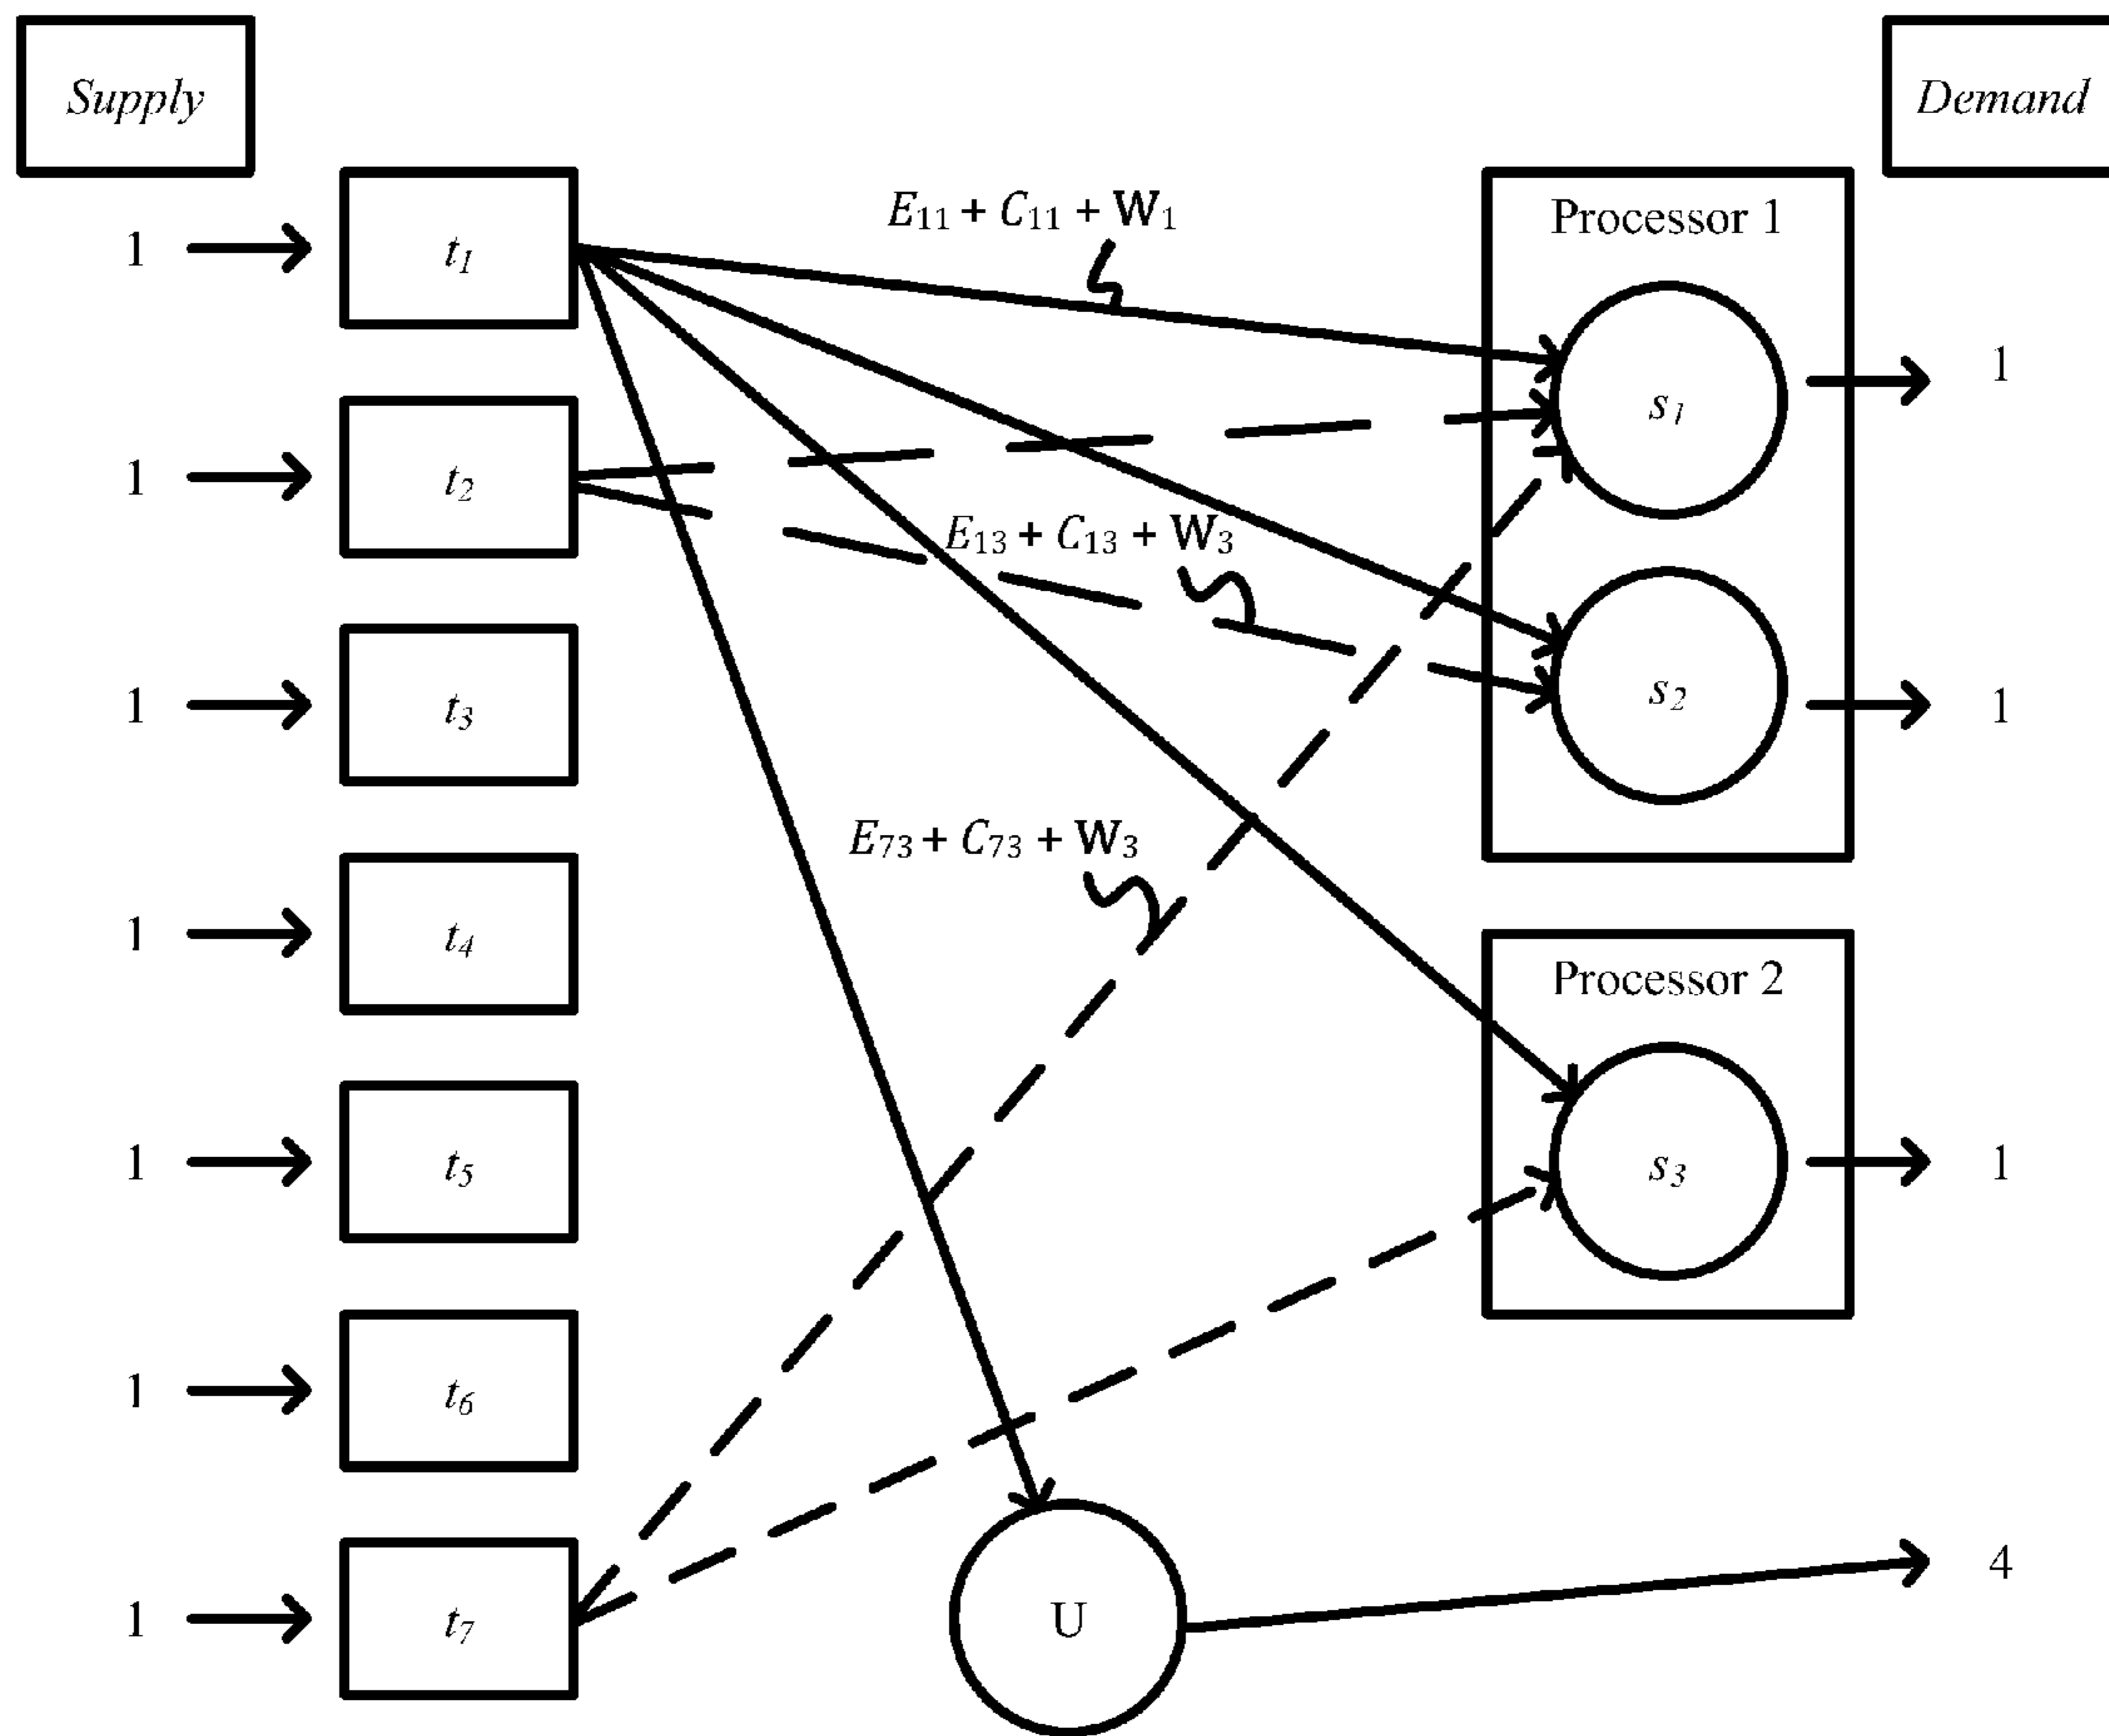 Supply
Demand
E₁₁ + C₁₁ + W₁
Processor 1
1
t₁
s₁
1
1
t₂
E₁₃ + C₁₃ + W₃
s₂
1
1
t₃
E₇₃ + C₇₃ + W₃
1
t₄
Processor 2
1
t₅
s₃
1
1
t₆
4
1
t₇
U